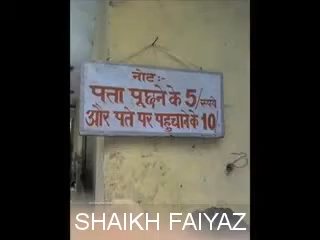 नोट:-
पता पूछने के 5/रूपये
और पते पर पहुचाने के 10
SHAIKH FAIYAZ